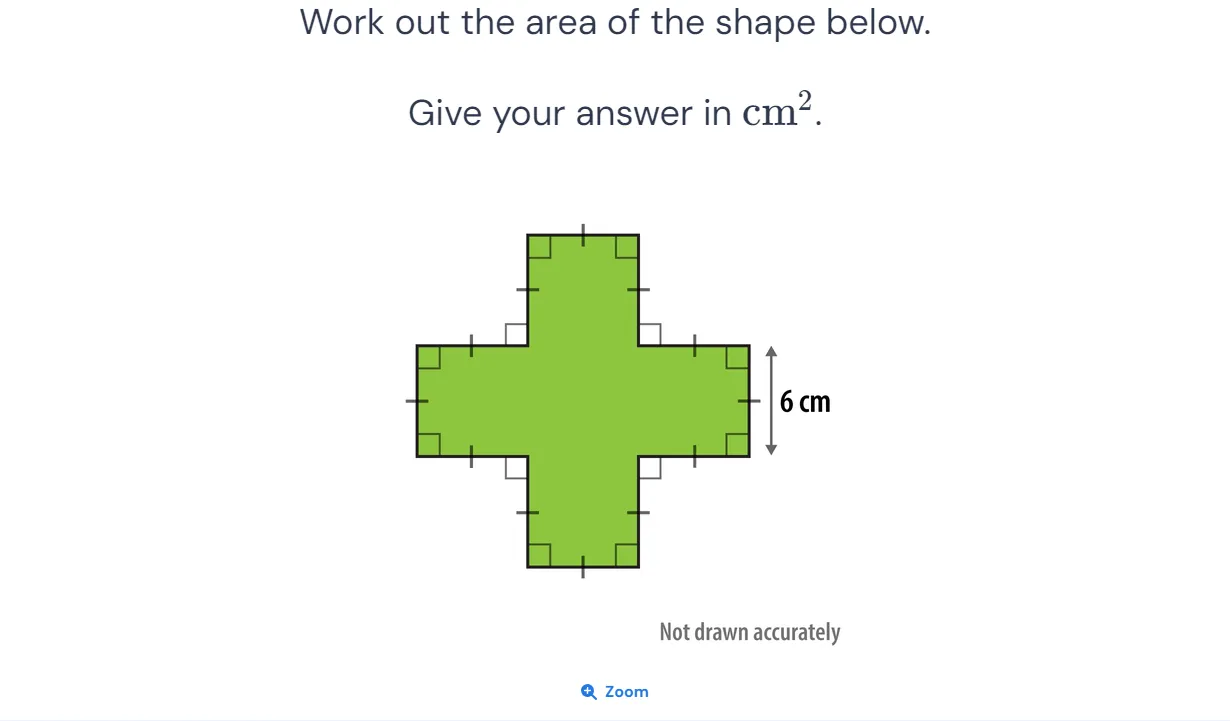 Work out the area of the shape below.
Give your answer in cm².
6 cm
Not drawn accurately
Zoom